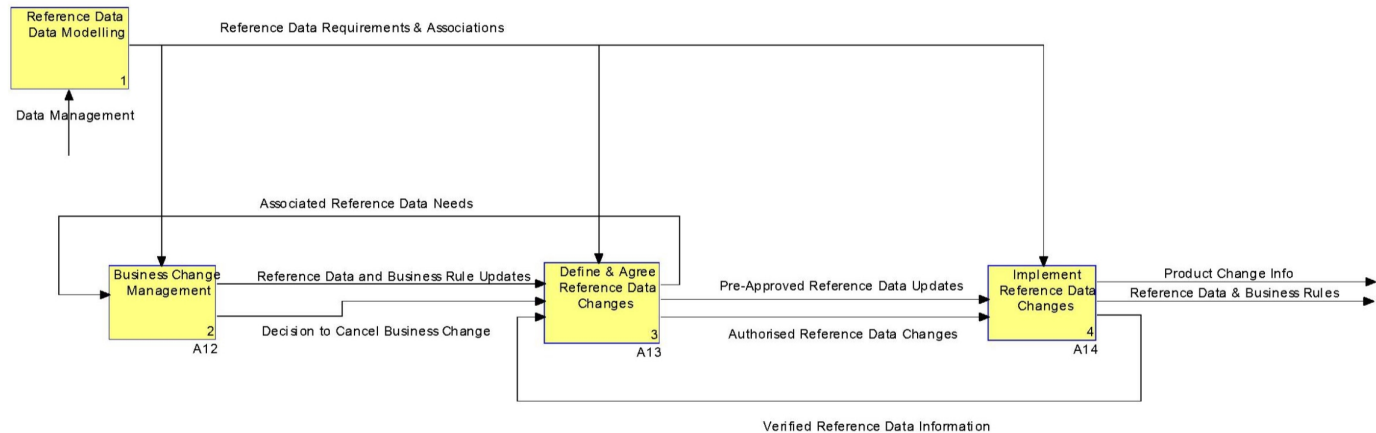 Reference Data
Data Modelling
1
Reference Data Requirements & Associations
Data Management
Associated Reference Data Needs
Business Change
Management
2
A12
Reference Data and Business Rule Updates
Decision to Cancel Business Change
Define & Agree
Reference Data
Changes
3
A13
Pre-Approved Reference Data Updates
Authorised Reference Data Changes
Implement
Reference Data
Changes
4
A14
Product Change Info
Reference Data & Business Rules
Verified Reference Data Information